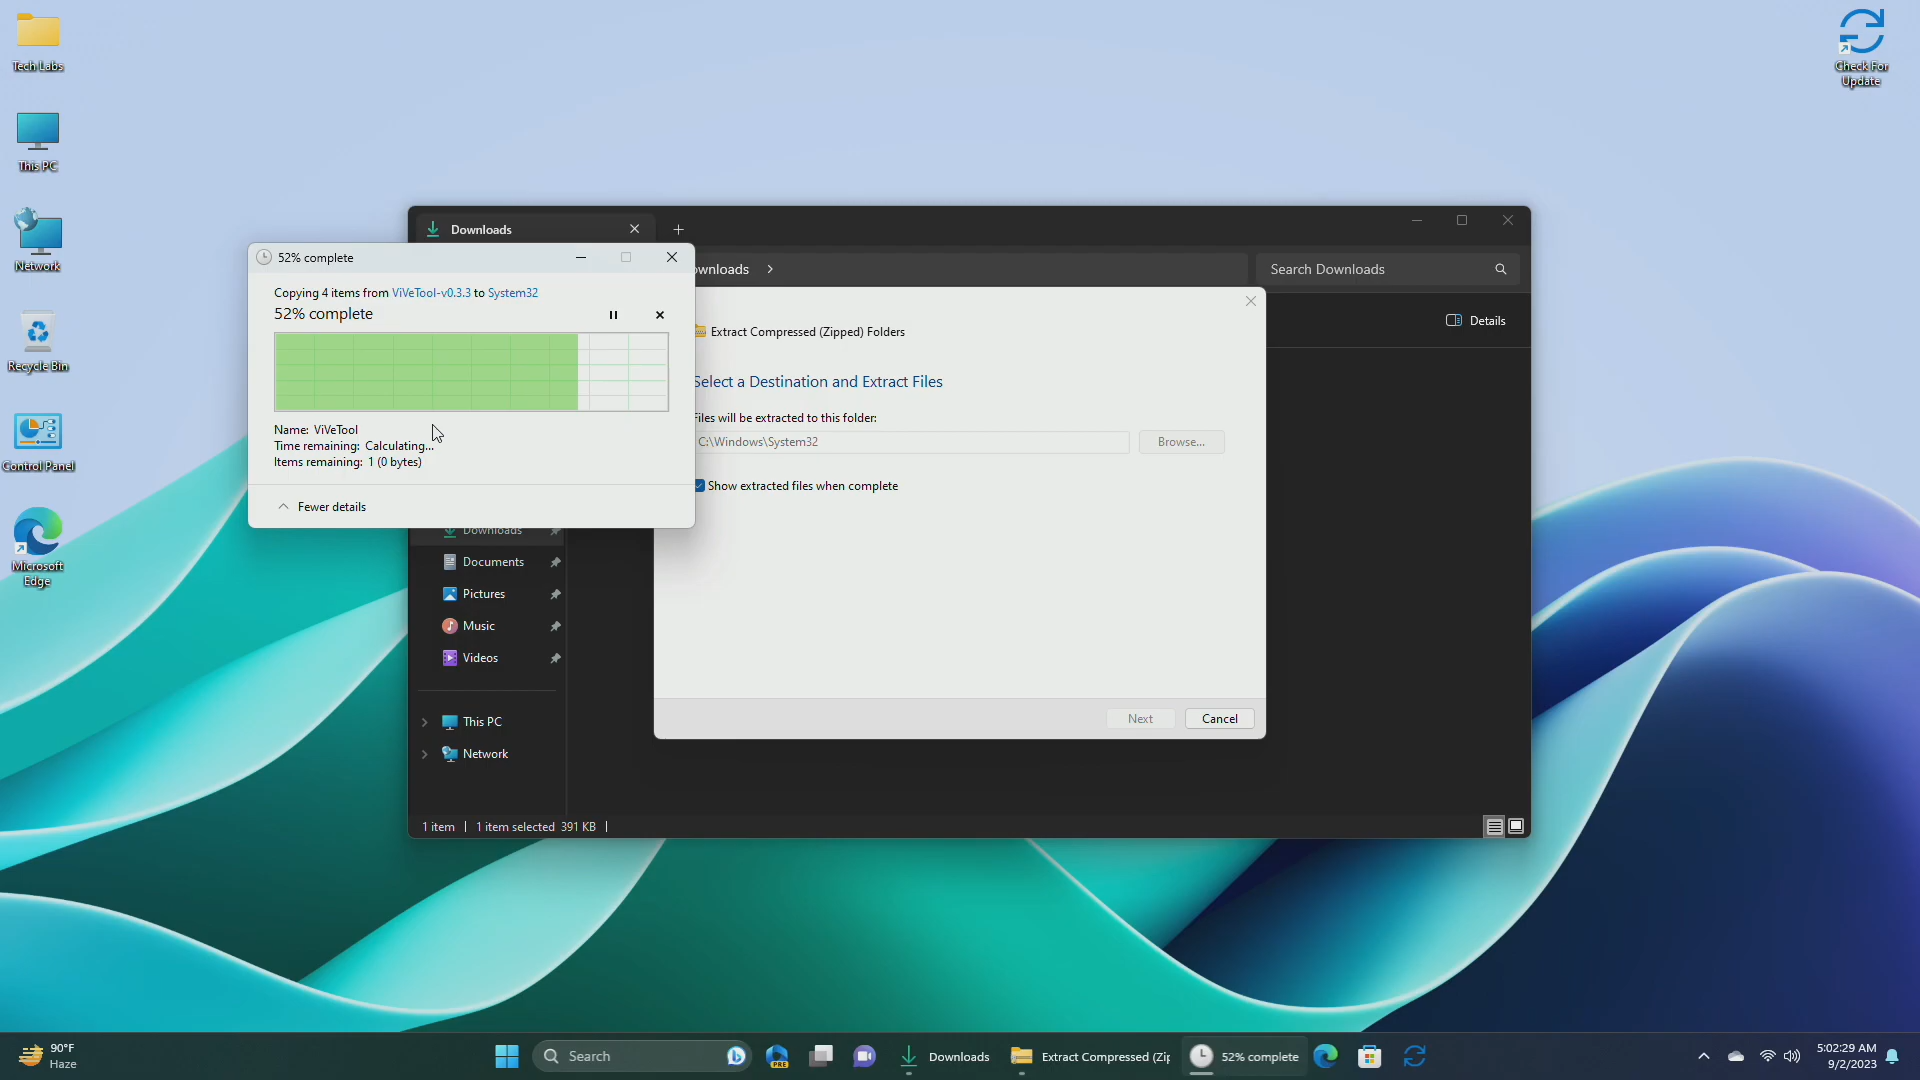 Tech Labs
This PC
Network
Recycle Bin
Control Panel
Microsoft
Edge
Check For
Update
Downloads
ownloads
Search Downloads
Details
52% complete
Copying 4 items from ViVeTool-v0.3.3 to System32
52% complete
Name: ViVeTool
Time remaining: Calculating...
Items remaining: 1 (0 bytes)
Fewer details
Extract Compressed (Zipped) Folders
Select a Destination and Extract Files
Files will be extracted to this folder:
C:\Windows\System32
Browse...
Show extracted files when complete
Next
Cancel
Downloads
Documents
Pictures
Music
Videos
This PC
Network
1 item
1 item selected 391 KB
90°F
Haze
Search
PRE
Downloads
Extract Compressed (Zip
52% complete
5:02:29 AM
9/2/2023